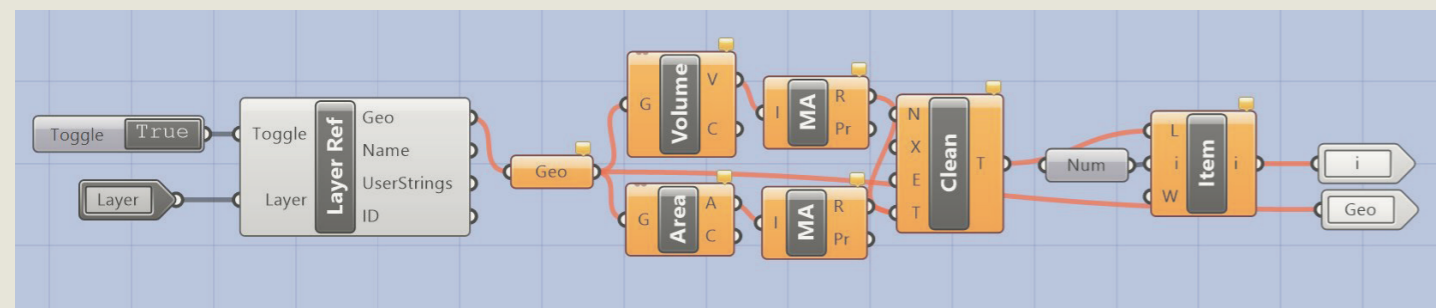 Toggle True
Layer
Toggle
Layer
Layer Ref
Geo
Name
UserStrings
ID
Geo
G
Volume
V
C
G
Area
A
C
I
MA
R
Pr
I
MA
R
Pr
N
X
E
T
Clean
T
Num
L
i
W
Item
i
i
Geo